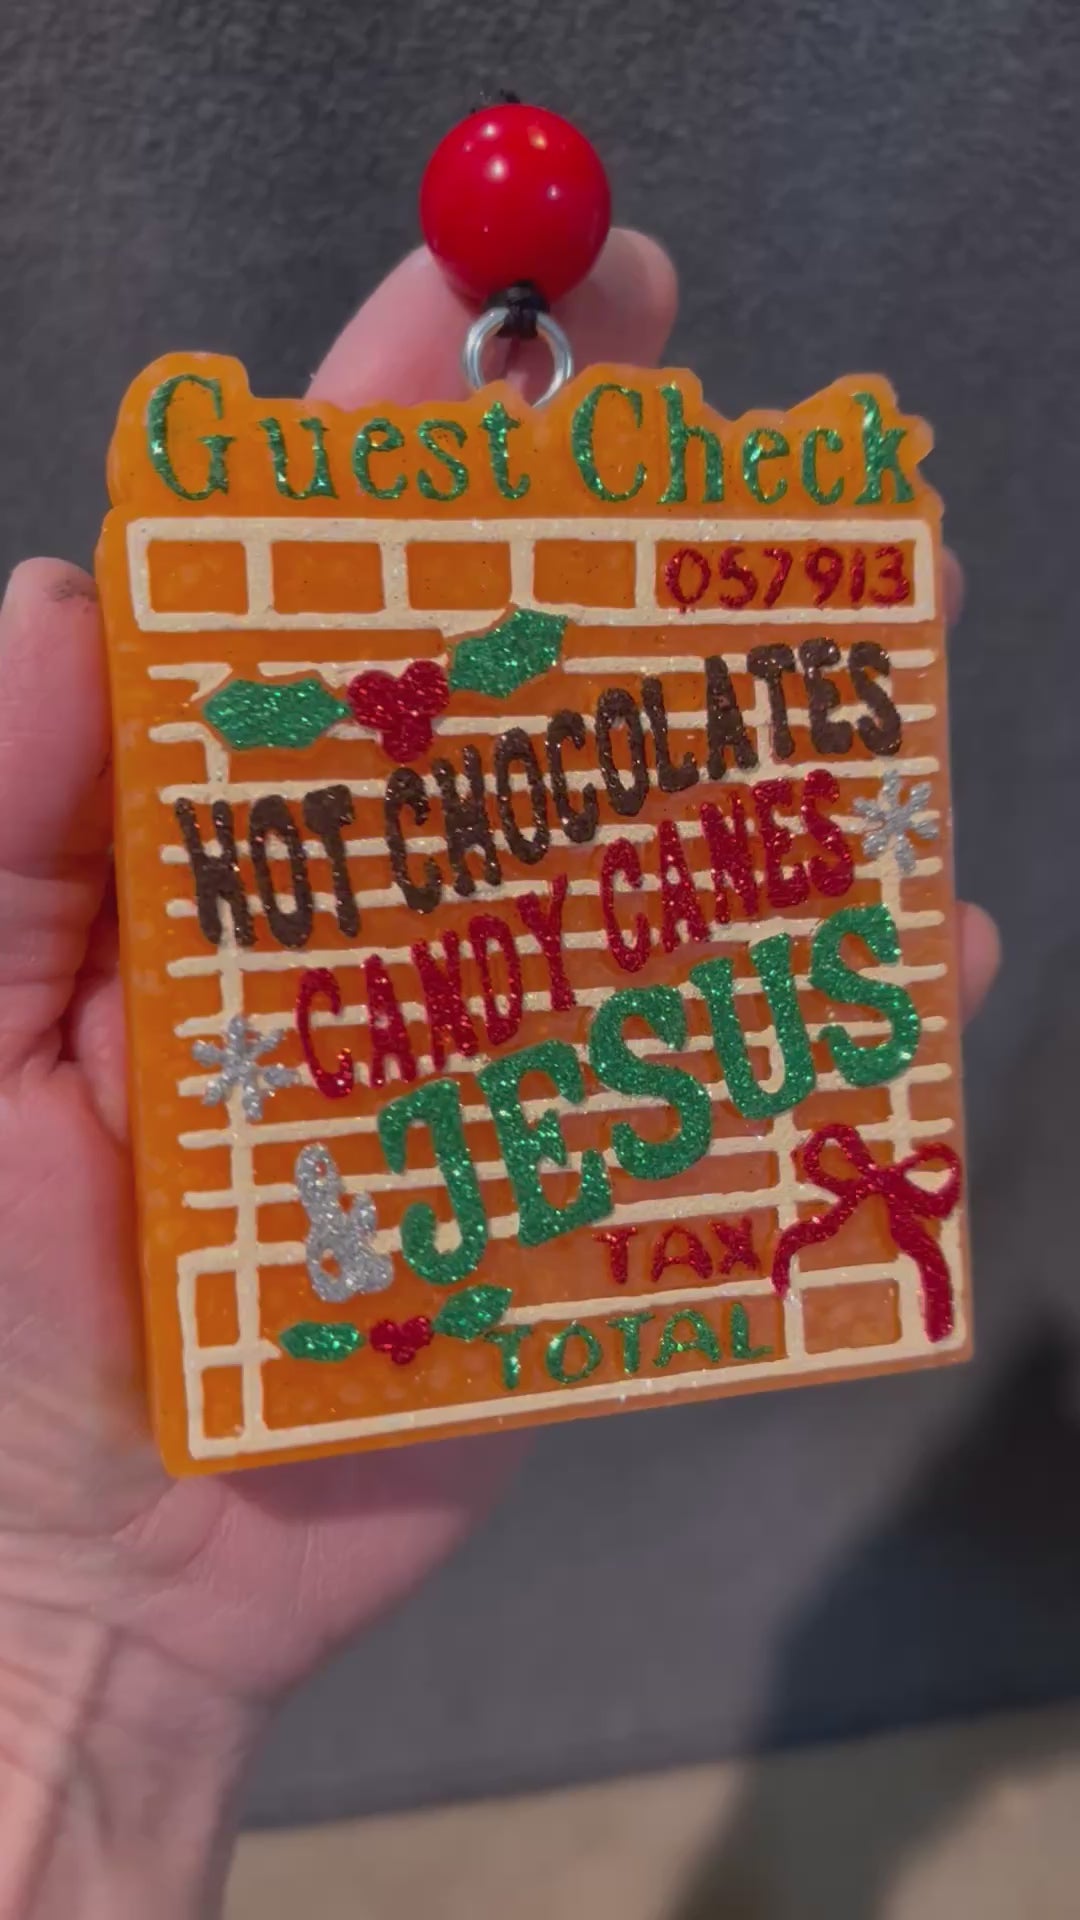 Guest Check
057913
HOT CHOCOLATES
CANDY CANES
& JESUS
TAX
TOTAL